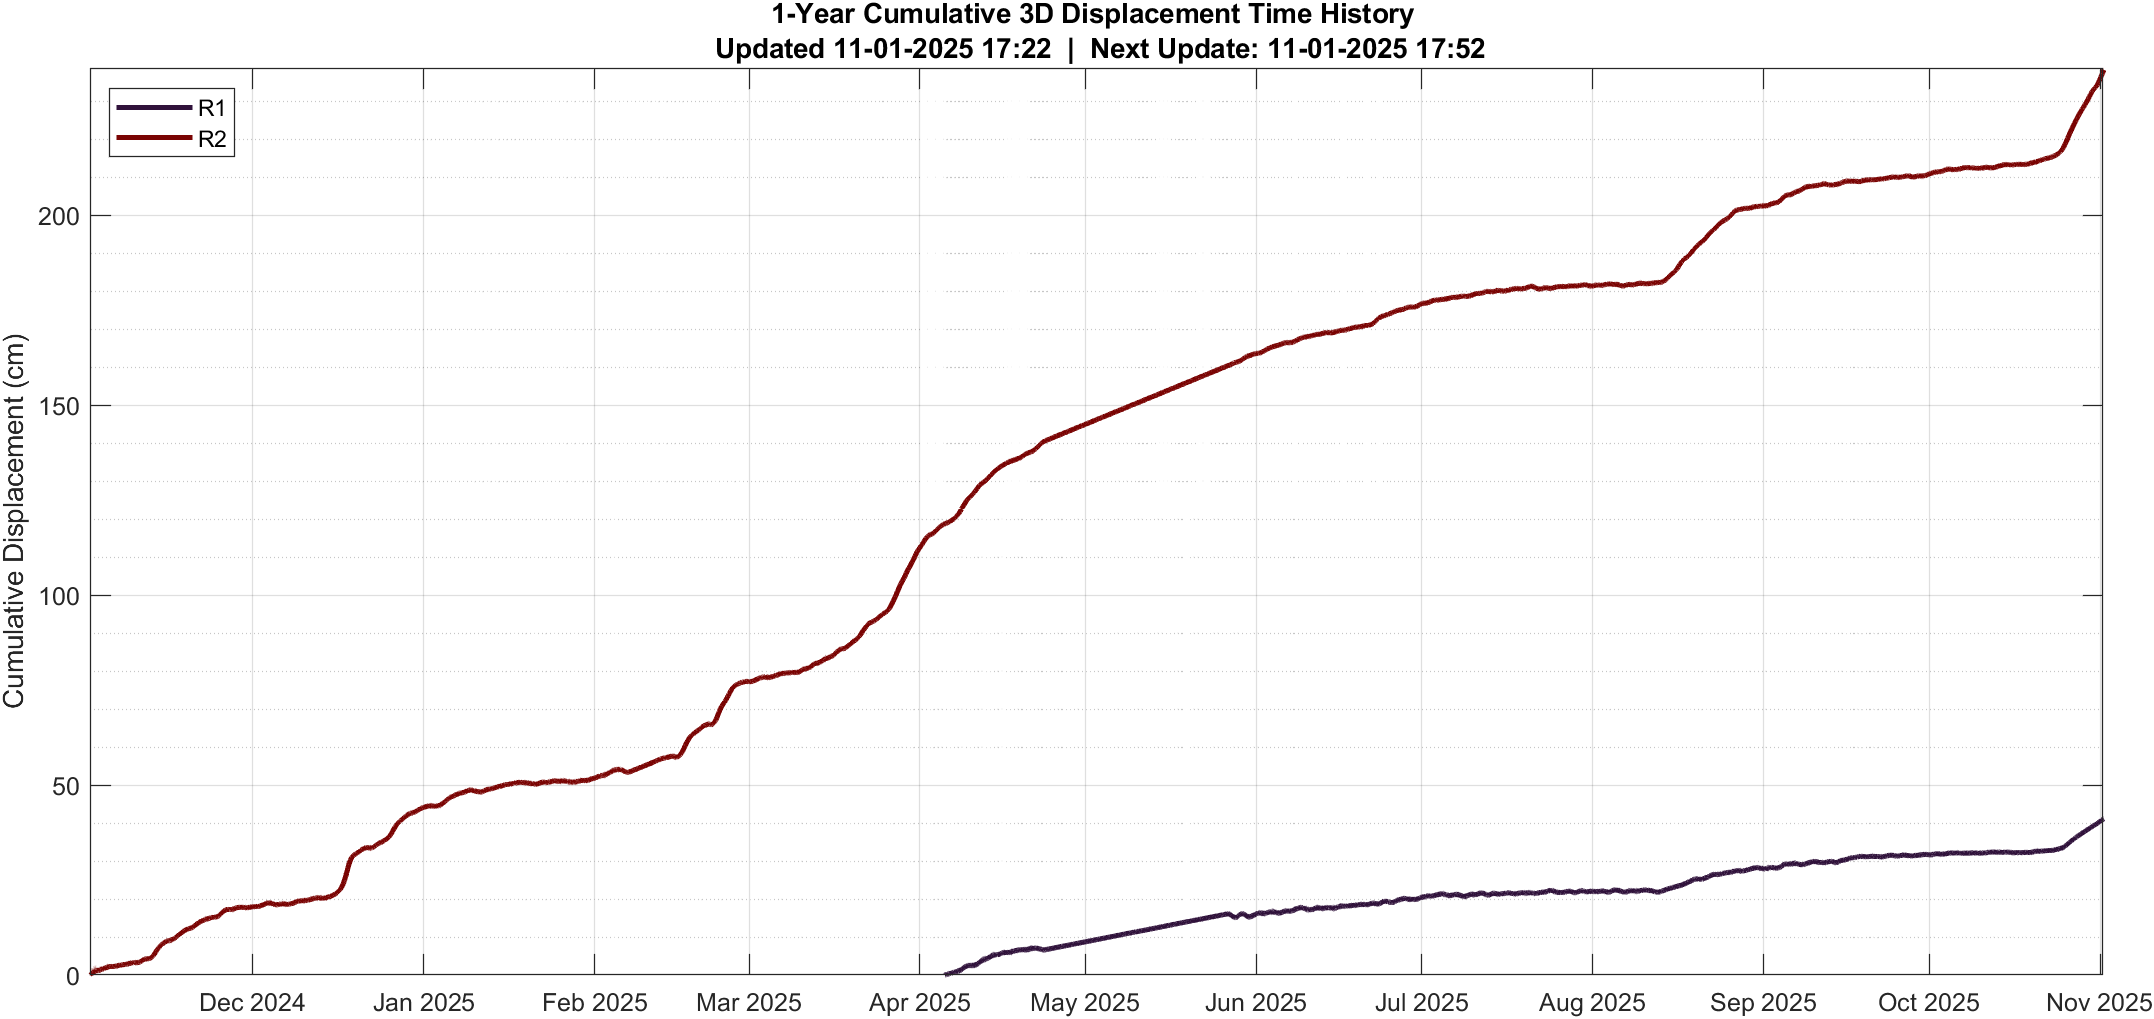 1-Year Cumulative 3D Displacement Time History
Updated 11-01-2025 17:22 | Next Update: 11-01-2025 17:52
R1
R2
Cumulative Displacement (cm)
200
150
100
50
0
Dec 2024
Jan 2025
Feb 2025
Mar 2025
Apr 2025
May 2025
Jun 2025
Jul 2025
Aug 2025
Sep 2025
Oct 2025
Nov 2025